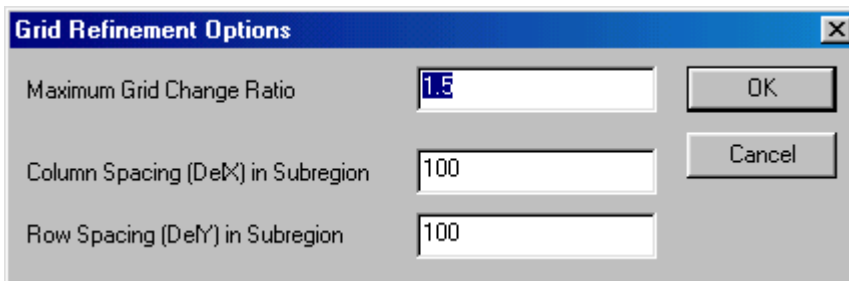 Grid Refinement Options
Maximum Grid Change Ratio 1.5 OK
Column Spacing (DelX) in Subregion 100 Cancel
Row Spacing (DelY) in Subregion 100